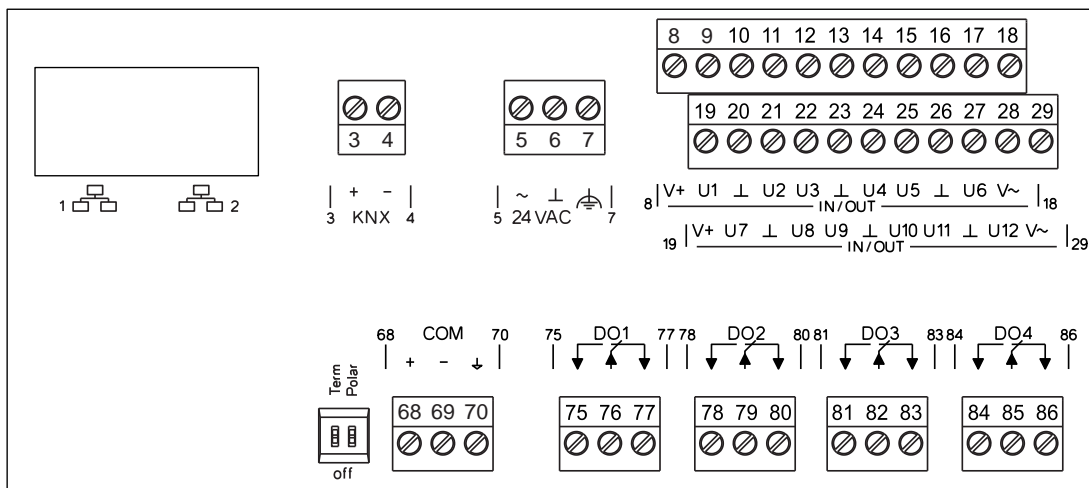 8 9 10 11 12 13 14 15 16 17 18
19 20 21 22 23 24 25 26 27 28 29
3 4
5 6 7
1 2
+ −
3 KNX 4
~ ⊥
5 24 VAC 7
8 V+ U1 ⊥ U2 U3 ⊥ U4 U5 ⊥ U6 V~ 18
IN/OUT
19 V+ U7 ⊥ U8 U9 ⊥ U10 U11 ⊥ U12 V~ 29
IN/OUT
68 COM 70
+ −
75 DO1 77
78 DO2 80
81 DO3 83
84 DO4 86
Term
Polar
off
68 69 70
75 76 77
78 79 80
81 82 83
84 85 86